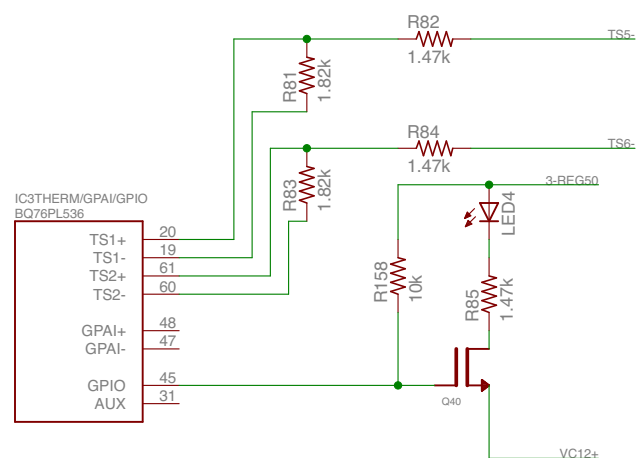 R82
TS5-
1.47k
R81
1.82k
R84
TS6-
1.47k
R83
1.82k
3-REG50
LED4
IC3THERM/GPAI/GPIO
BQ76PL536
TS1+ 20
TS1- 19
TS2+ 61
TS2- 60
GPAI+ 48
GPAI- 47
GPIO 45
AUX 31
R158
10k
R85
1.47k
Q40
VC12+